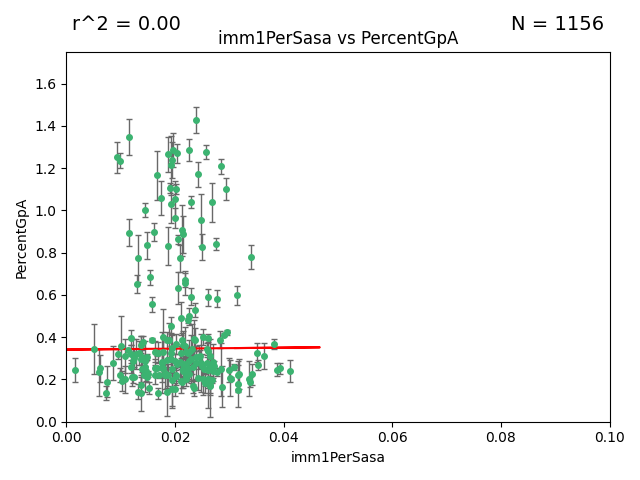 r^2 = 0.00
N = 1156
imm1PerSasa vs PercentGpA
PercentGpA
1.6
1.4
1.2
1.0
0.8
0.6
0.4
0.2
0.0
0.00 0.02 0.04 0.06 0.08 0.10
imm1PerSasa